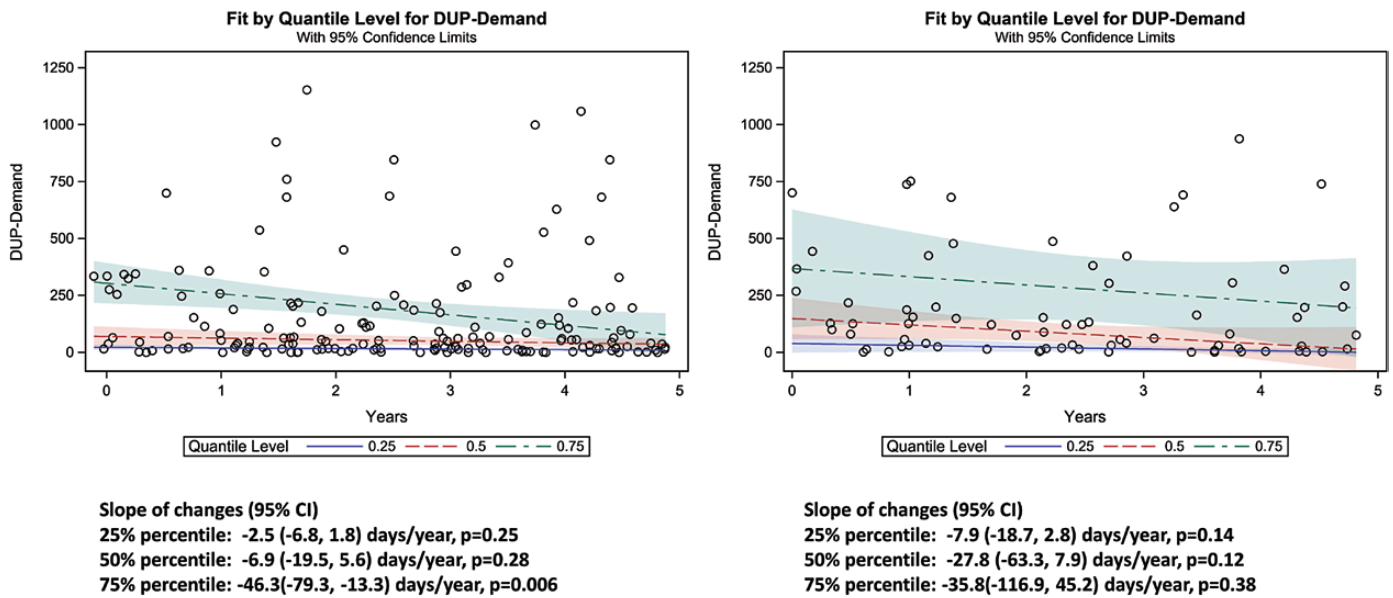 Fit by Quantile Level for DUP-Demand
With 95% Confidence Limits
1250
1000
750
500
250
0
DUP-Demand
0 1 2 3 4 5
Years
Quantile Level 0.25 0.5 0.75
Slope of changes (95% CI)
25% percentile: -2.5 (-6.8, 1.8) days/year, p=0.25
50% percentile: -6.9 (-19.5, 5.6) days/year, p=0.28
75% percentile: -46.3(-79.3, -13.3) days/year, p=0.006
Fit by Quantile Level for DUP-Demand
With 95% Confidence Limits
1250
1000
750
500
250
0
DUP-Demand
0 1 2 3 4 5
Years
Quantile Level 0.25 0.5 0.75
Slope of changes (95% CI)
25% percentile: -7.9 (-18.7, 2.8) days/year, p=0.14
50% percentile: -27.8 (-63.3, 7.9) days/year, p=0.12
75% percentile: -35.8(-116.9, 45.2) days/year, p=0.38